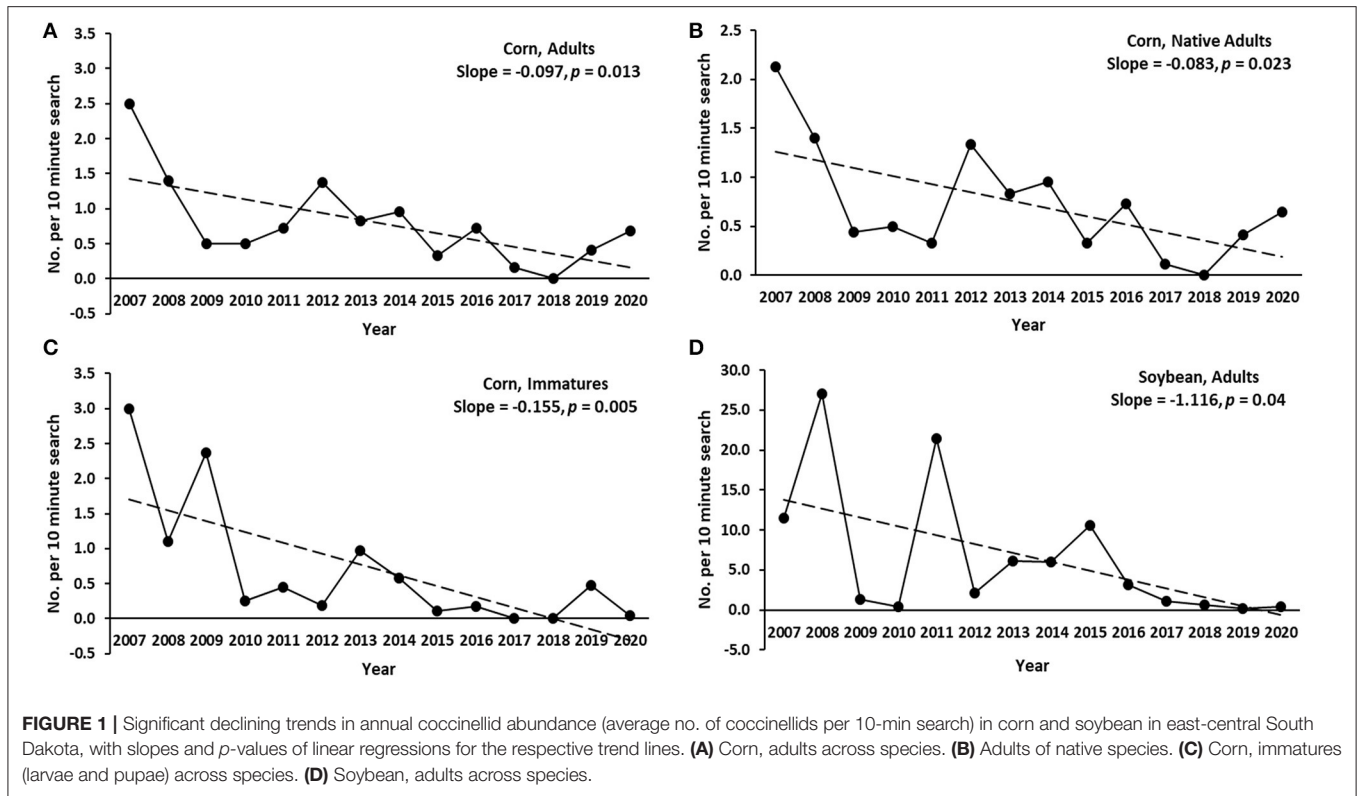 A
Corn, Adults
Slope = -0.097, p = 0.013
No. per 10 minute search
3.5
3.0
2.5
2.0
1.5
1.0
0.5
0.0
-0.5
2007 2008 2009 2010 2011 2012 2013 2014 2015 2016 2017 2018 2019 2020
Year
B
Corn, Native Adults
Slope = -0.083, p = 0.023
No. per 10 minute search
2.5
2.0
1.5
1.0
0.5
0.0
2007 2008 2009 2010 2011 2012 2013 2014 2015 2016 2017 2018 2019 2020
Year
C
Corn, Immatures
Slope = -0.155, p = 0.005
No. per 10 minute search
3.5
3.0
2.5
2.0
1.5
1.0
0.5
0.0
-0.5
2007 2008 2009 2010 2011 2012 2013 2014 2015 2016 2017 2018 2019 2020
Year
D
Soybean, Adults
Slope = -1.116, p = 0.04
No. per 10 minute search
30.0
25.0
20.0
15.0
10.0
5.0
0.0
-5.0
2007 2008 2009 2010 2011 2012 2013 2014 2015 2016 2017 2018 2019 2020
Year
FIGURE 1 | Significant declining trends in annual coccinellid abundance (average no. of coccinellids per 10-min search) in corn and soybean in east-central South
Dakota, with slopes and p-values of linear regressions for the respective trend lines. (A) Corn, adults across species. (B) Adults of native species. (C) Corn, immatures
(larvae and pupae) across species. (D) Soybean, adults across species.